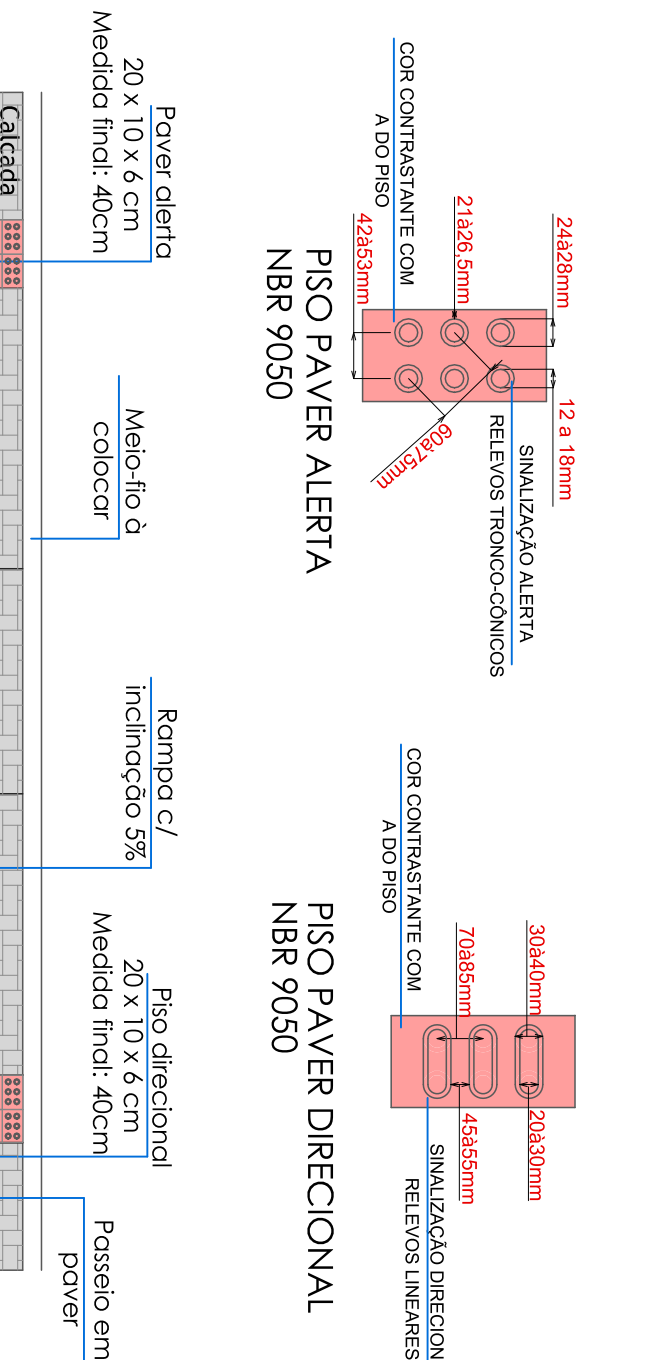 COR CONTRASTANTE COM
A DO PISO
42à53mm
21à26,5mm
24à28mm
12 a 18mm
60à75mm
SINALIZAÇÃO ALERTA
RELEVOS TRONCO-CÔNICOS
PISO PAVER ALERTA
NBR 9050
COR CONTRASTANTE COM
A DO PISO
30à40mm
70à85mm
20à30mm
45à55mm
SINALIZAÇÃO DIRECION
RELEVOS LINEARES
PISO PAVER DIRECIONAL
NBR 9050
Paver alerta
20 x 10 x 6 cm
Medida final: 40cm
Meio-fio à
colocar
Rampa c/
inclinação 5%
Piso direcional
20 x 10 x 6 cm
Medida final: 40cm
Passeio em
paver
Calçada